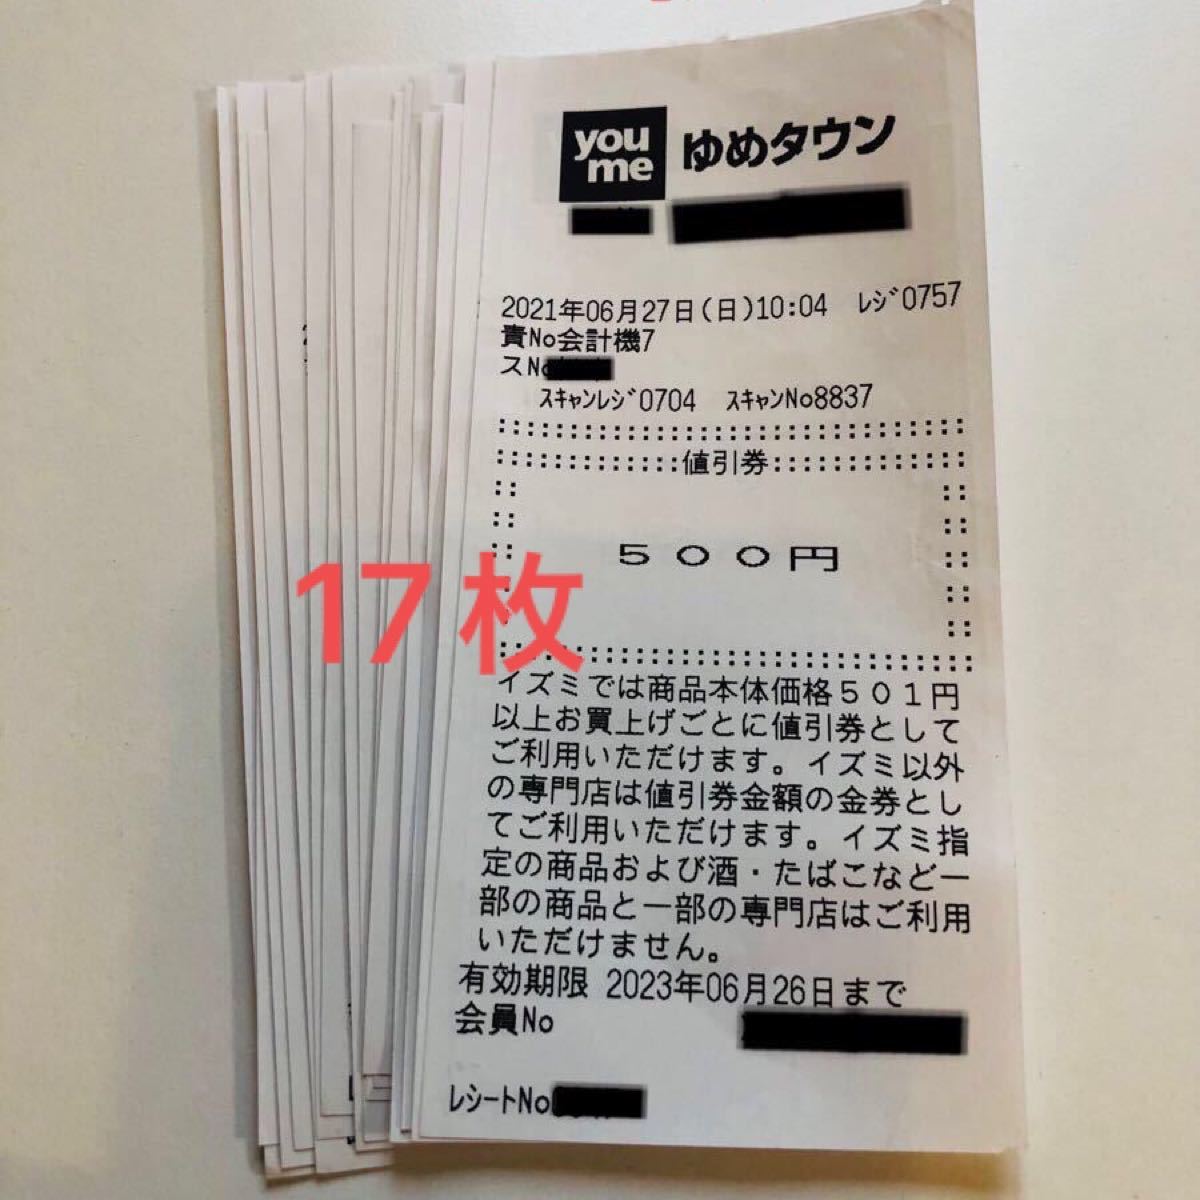 you
me
ゆめタウン
2021年06月27日(日)10:04 ﾚｼﾞ0757
責No会計機7
スNo
ｽｷｬﾝﾚｼﾞ0704 ｽｷｬﾝNo8837
値引券
５００円
17枚
イズミでは商品本体価格５０１円
以上お買上げごとに値引券として
ご利用いただけます。イズミ以外
の専門店は値引券金額の金券とし
てご利用いただけます。イズミ指
定の商品および酒・たばこなど一
部の商品と一部の専門店はご利用
いただけません。
有効期限 2023年06月26日まで
会員No
ﾚｼｰﾄNo